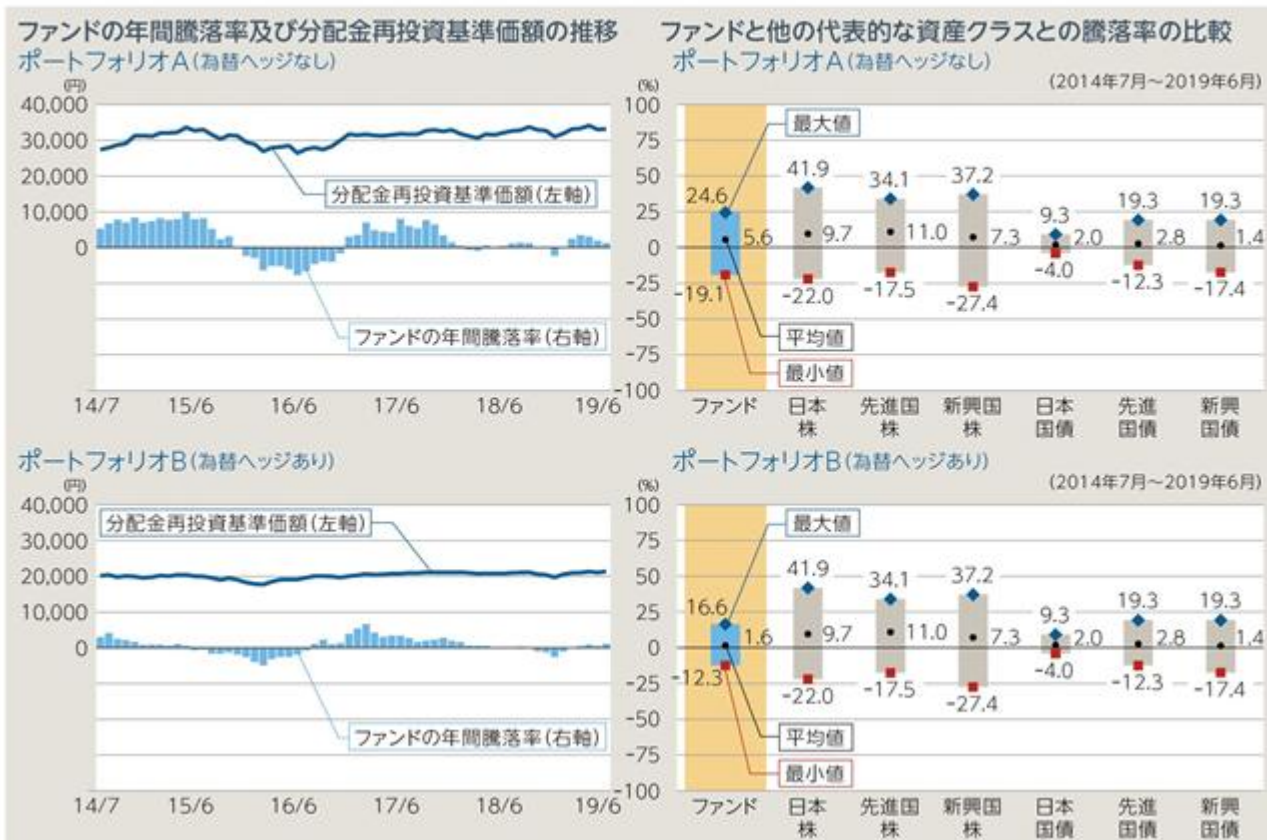 ファンドの年間騰落率及び分配金再投資基準価額の推移
ポートフォリオA(為替ヘッジなし)
(円)
40,000
30,000
20,000
10,000
0
分配金再投資基準価額(左軸)
ファンドの年間騰落率(右軸)
(%)
100
75
50
25
0
-25
-50
-75
-100
14/7 15/6 16/6 17/6 18/6 19/6
ファンドと他の代表的な資産クラスとの騰落率の比較
ポートフォリオA(為替ヘッジなし)
(2014年7月〜2019年6月)
最大値
平均値
最小値
24.6 41.9 34.1 37.2 9.3 19.3 19.3
5.6 9.7 11.0 7.3 2.0 2.8 1.4
-19.1 -22.0 -17.5 -27.4 -4.0 -12.3 -17.4
ファンド 日本 先進国 新興国 日本 先進 新興
株 株 株 国債 国債 国債
ポートフォリオB(為替ヘッジあり)
(円)
40,000
30,000
20,000
10,000
0
分配金再投資基準価額(左軸)
ファンドの年間騰落率(右軸)
(%)
100
75
50
25
0
-25
-50
-75
-100
14/7 15/6 16/6 17/6 18/6 19/6
ポートフォリオB(為替ヘッジあり)
(2014年7月〜2019年6月)
最大値
平均値
最小値
16.6 41.9 34.1 37.2 9.3 19.3 19.3
1.6 9.7 11.0 7.3 2.0 2.8 1.4
-12.3 -22.0 -17.5 -27.4 -4.0 -12.3 -17.4
ファンド 日本 先進国 新興国 日本 先進 新興
株 株 株 国債 国債 国債